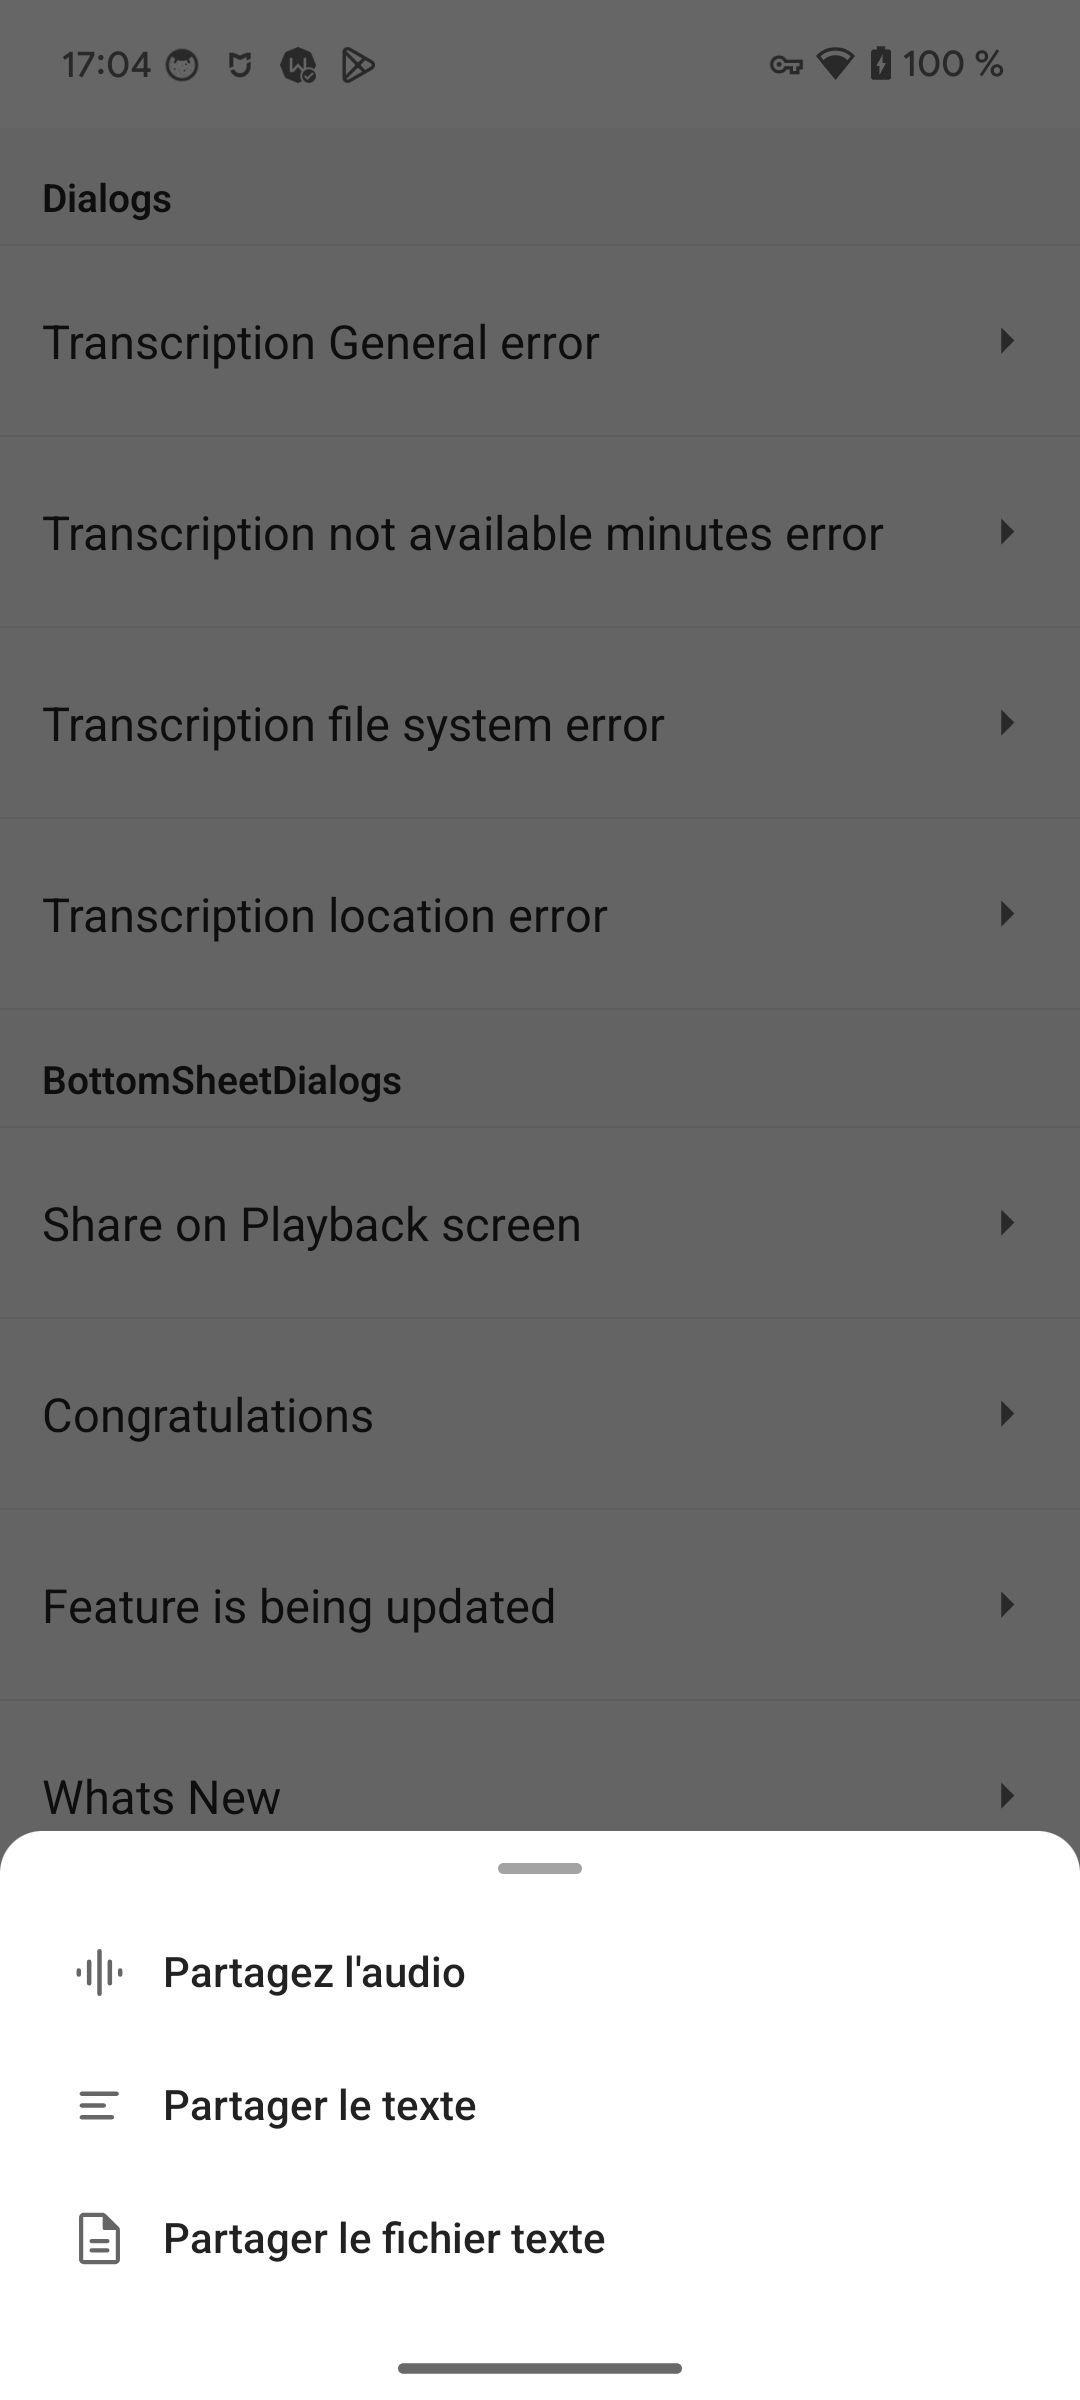 17:04 100 %
Dialogs
Transcription General error
Transcription not available minutes error
Transcription file system error
Transcription location error
BottomSheetDialogs
Share on Playback screen
Congratulations
Feature is being updated
Whats New
Partagez l'audio
Partager le texte
Partager le fichier texte